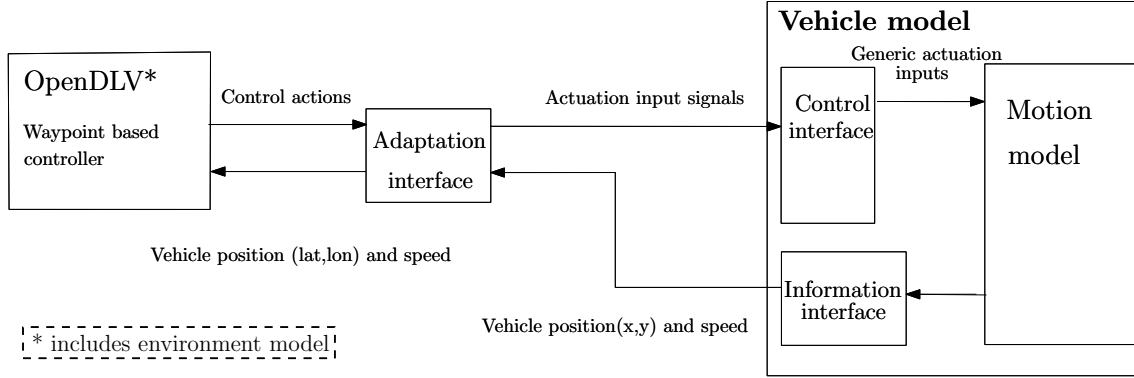 Vehicle model
OpenDLV*
Waypoint based
controller
Control actions
Adaptation
interface
Actuation input signals
Control
interface
Generic actuation
inputs
Motion
model
Vehicle position (lat,lon) and speed
Information
interface
Vehicle position(x,y) and speed
* includes environment model